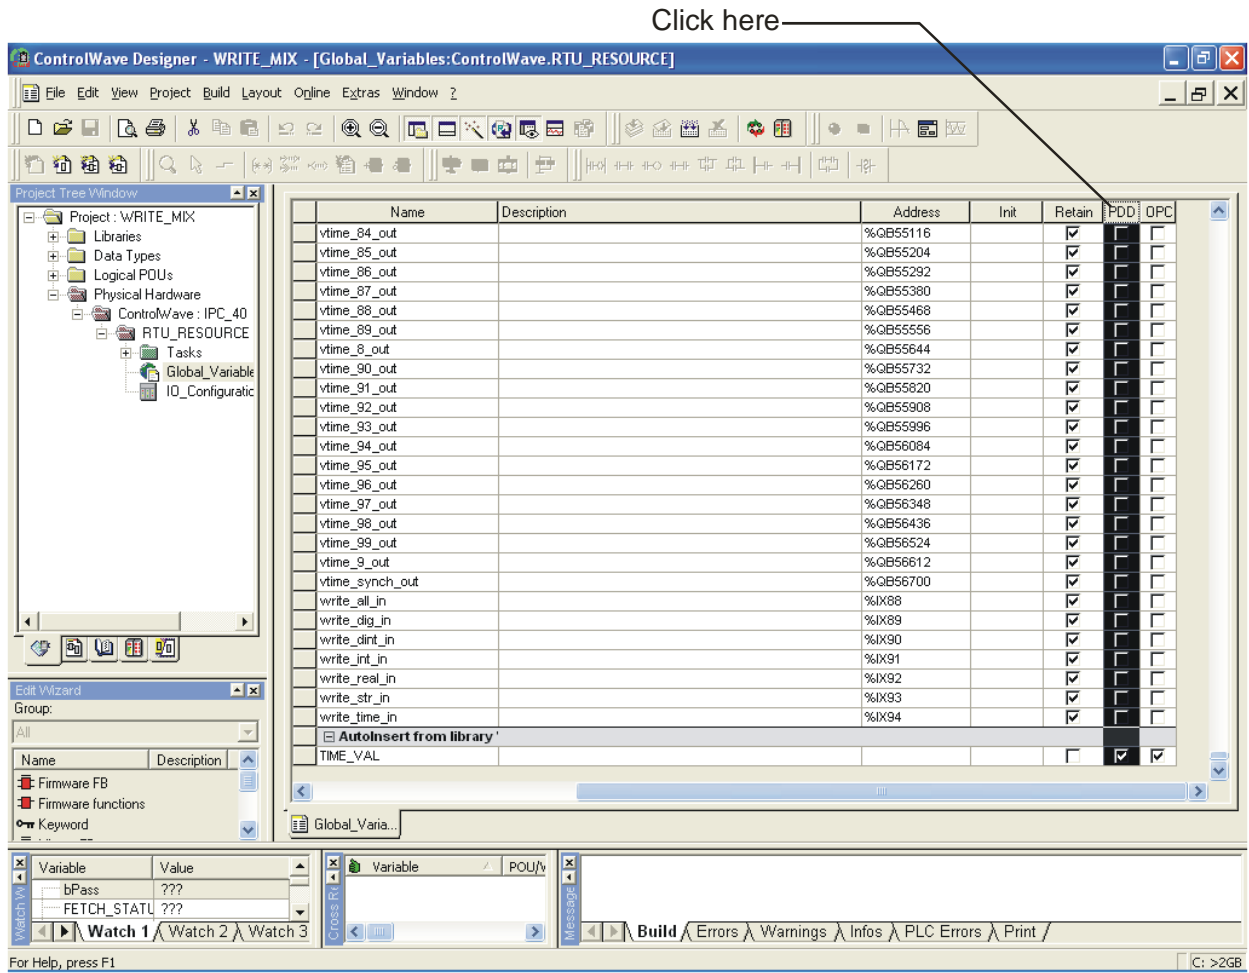 Click here
ControlWave Designer - WRITE_MIX - [Global_Variables:ControlWave.RTU_RESOURCE]
File Edit View Project Build Layout Online Extras Window ?
Project Tree Window
Project : WRITE_MIX
Libraries
Data Types
Logical POUs
Physical Hardware
ControlWave : IPC_40
RTU_RESOURCE
Tasks
Global_Variable
IO_Configuratic
Edit Wizard
Group:
All
Name Description
Firmware FB
Firmware functions
Keyword
Name Description Address Init Retain PDD OPC
vtime_84_out %QB55116
vtime_85_out %QB55204
vtime_86_out %QB55292
vtime_87_out %QB55380
vtime_88_out %QB55468
vtime_89_out %QB55556
vtime_8_out %QB55644
vtime_90_out %QB55732
vtime_91_out %QB55820
vtime_92_out %QB55908
vtime_93_out %QB55996
vtime_94_out %QB56084
vtime_95_out %QB56172
vtime_96_out %QB56260
vtime_97_out %QB56348
vtime_98_out %QB56436
vtime_99_out %QB56524
vtime_9_out %QB56612
vtime_synch_out %QB56700
write_all_in %IX88
write_dig_in %IX89
write_dint_in %IX90
write_int_in %IX91
write_real_in %IX92
write_str_in %IX93
write_time_in %IX94
AutoInsert from library '
TIME_VAL
Global_Varia...
Watch W
Variable Value
bPass ???
FETCH_STATU ???
Watch 1 Watch 2 Watch 3
Cross Re
Variable POU/W
Message
Build Errors Warnings Infos PLC Errors Print
For Help, press F1
C: >2GB